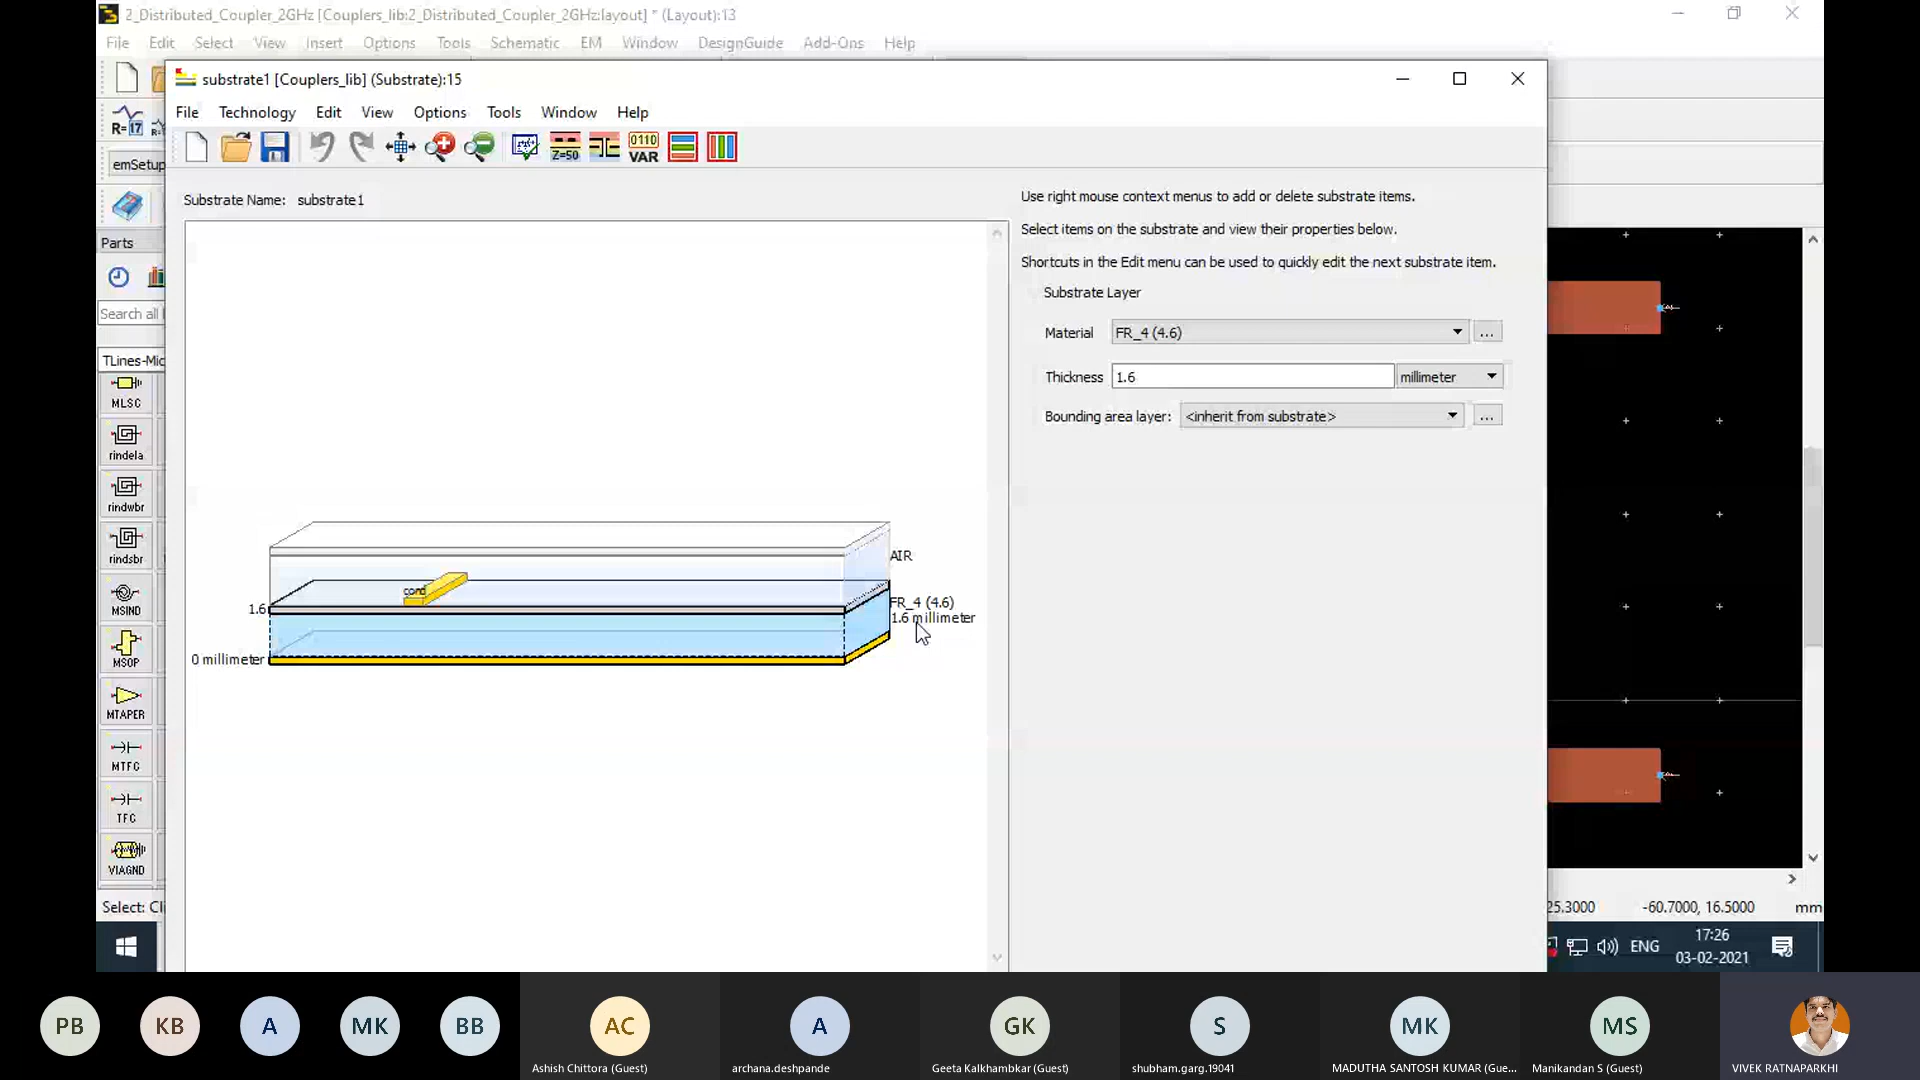 2_Distributed_Coupler_2GHz [Couplers_lib:2_Distributed_Coupler_2GHz:layout] * (Layout):13
File Edit Select View Insert Options Tools Schematic EM Window DesignGuide Add-Ons Help
substrate1 [Couplers_lib] (Substrate):15
File Technology Edit View Options Tools Window Help
R=17
Z=50
0110
VAR
emSetup
Substrate Name: substrate1
Use right mouse context menus to add or delete substrate items.
Select items on the substrate and view their properties below.
Shortcuts in the Edit menu can be used to quickly edit the next substrate item.
Substrate Layer
Material FR_4 (4.6) ...
Thickness 1.6 millimeter
Bounding area layer: <inherit from substrate> ...
Parts
Search all
TLines-Mic
MLSC
rindela
rindwbr
rindsbr
MSIND
MSOP
MTAPER
MTFC
TFC
VIAGND
AIR
cond
FR_4 (4.6)
1.6 millimeter
1.6
0 millimeter
Select: Cli
25.3000 -60.7000, 16.5000 mm
ENG
17:26
03-02-2021
PB KB A MK BB AC A GK S MK MS
Ashish Chittora (Guest) archana.deshpande Geeta Kalkhambkar (Guest) shubham.garg.19041 MADUTHA SANTOSH KUMAR (Gue... Manikandan S (Guest) VIVEK RATNAPARKHI